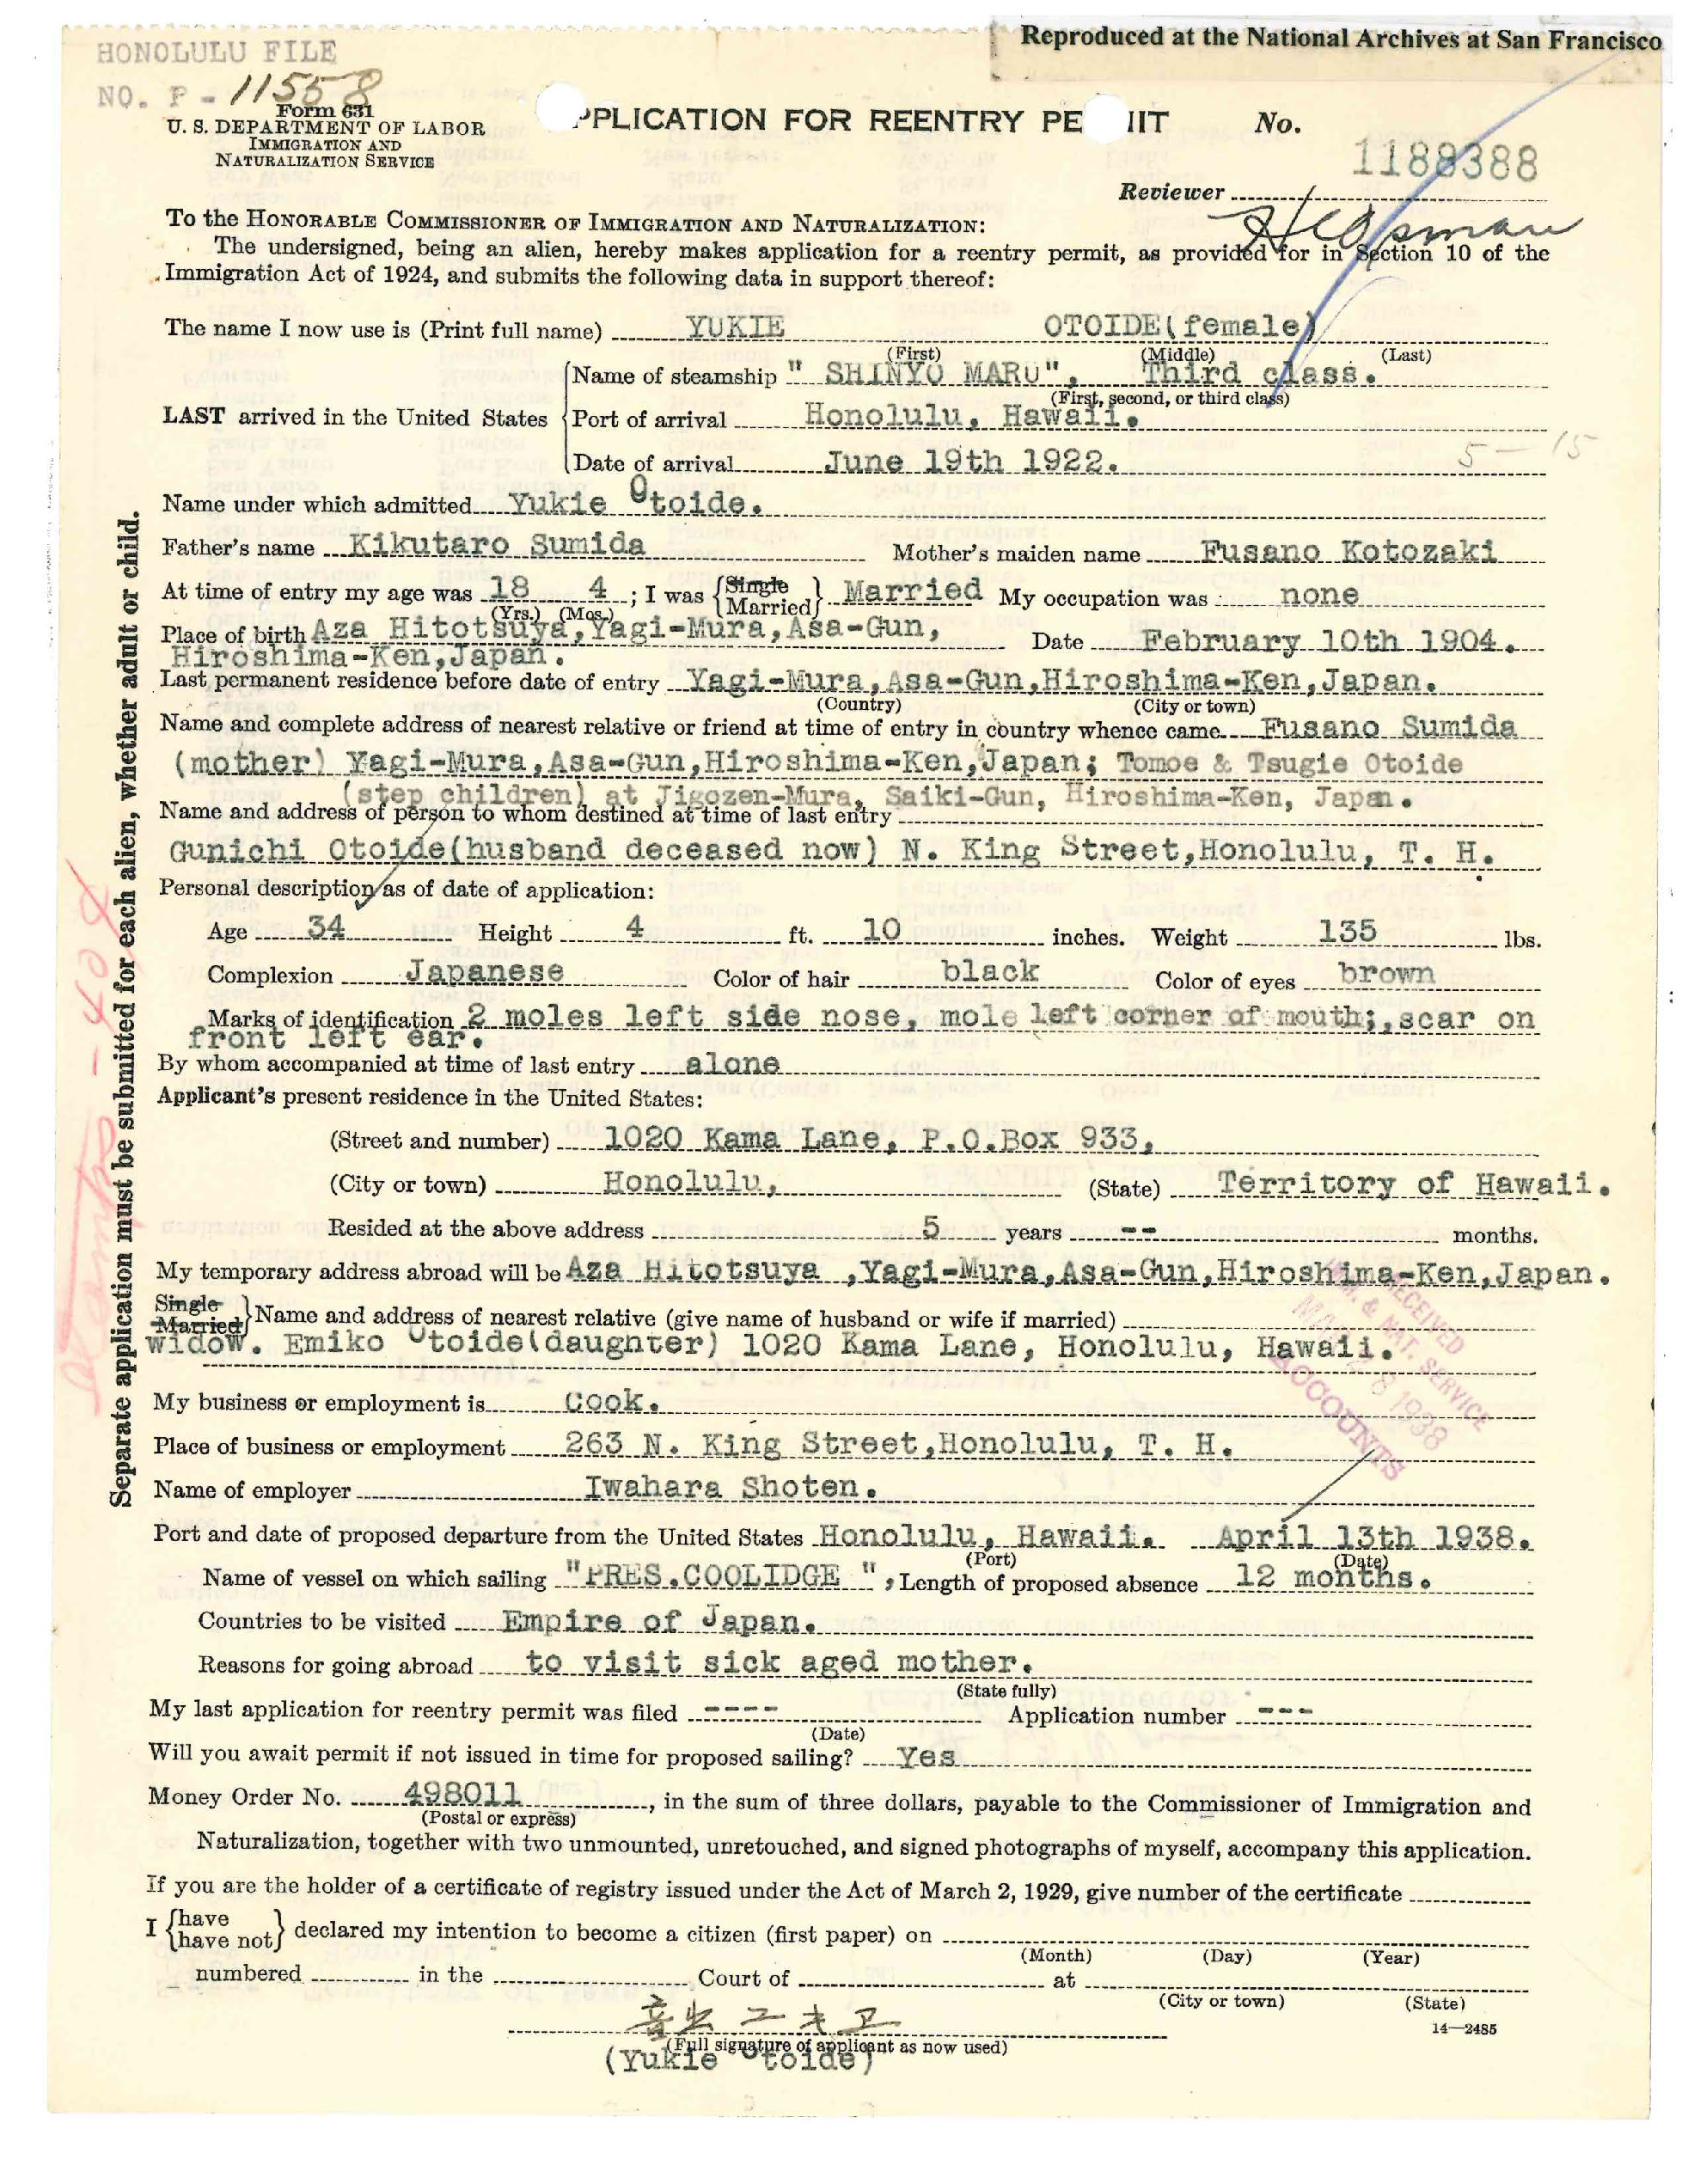 Reproduced at the National Archives at San Francisco
HONOLULU FILE
NO. P - 11558
Form 631
U. S. DEPARTMENT OF LABOR
IMMIGRATION AND
NATURALIZATION SERVICE
PPLICATION FOR REENTRY PE IIT No.
1188388
Reviewer
To the HONORABLE COMMISSIONER OF IMMIGRATION AND NATURALIZATION:
The undersigned, being an alien, hereby makes application for a reentry permit, as provided for in Section 10 of the
Immigration Act of 1924, and submits the following data in support thereof:
The name I now use is (Print full name) YUKIE OTOIDE(female)
(First) (Middle) (Last)
Name of steamship " SHINYO MARU", Third class.
(First, second, or third class)
LAST arrived in the United States Port of arrival Honolulu, Hawaii.
Date of arrival June 19th 1922.
5 — 15
Name under which admitted Yukie Otoide.
Father's name Kikutaro Sumida Mother's maiden name Fusano Kotozaki
At time of entry my age was 18 4 ; I was {Single Married} Married My occupation was none
(Yrs.) (Mos.)
Place of birth Aza Hitotsuya,Yagi-Mura,Asa-Gun, Date February 10th 1904.
Hiroshima-Ken,Japan.
Last permanent residence before date of entry Yagi-Mura,Asa-Gun,Hiroshima-Ken,Japan.
(Country) (City or town)
Name and complete address of nearest relative or friend at time of entry in country whence came Fusano Sumida
(mother) Yagi-Mura,Asa-Gun,Hiroshima-Ken,Japan; Tomoe & Tsugie Otoide
(step children) at Jigozen-Mura, Saiki-Gun, Hiroshima-Ken, Japan.
Name and address of person to whom destined at time of last entry
Gunichi Otoide(husband deceased now) N. King Street,Honolulu, T. H.
Personal description as of date of application:
Age 34 Height 4 ft. 10 inches. Weight 135 lbs.
Complexion Japanese Color of hair black Color of eyes brown
Marks of identification 2 moles left side nose, mole left corner of mouth;,scar on
front left ear.
By whom accompanied at time of last entry alone
Applicant's present residence in the United States:
(Street and number) 1020 Kama Lane, P.O.Box 933,
(City or town) Honolulu, (State) Territory of Hawaii.
Resided at the above address 5 years -- months.
My temporary address abroad will be Aza Hitotsuya ,Yagi-Mura,Asa-Gun,Hiroshima-Ken,Japan.
Single
Married} Name and address of nearest relative (give name of husband or wife if married)
widow. Emiko Otoide(daughter) 1020 Kama Lane, Honolulu, Hawaii.
RECEIVED
IMM. & NAT. SERVICE
MAR 28 1938
ACCOUNTS
My business or employment is Cook.
Place of business or employment 263 N. King Street,Honolulu, T. H.
Name of employer Iwahara Shoten.
Port and date of proposed departure from the United States Honolulu, Hawaii. April 13th 1938.
(Port) (Date)
Name of vessel on which sailing "PRES.COOLIDGE ", Length of proposed absence 12 months.
Countries to be visited Empire of Japan.
Reasons for going abroad to visit sick aged mother.
(State fully)
My last application for reentry permit was filed ---- Application number ---
(Date)
Will you await permit if not issued in time for proposed sailing? Yes
Money Order No. 498011, in the sum of three dollars, payable to the Commissioner of Immigration and
(Postal or express)
Naturalization, together with two unmounted, unretouched, and signed photographs of myself, accompany this application.
If you are the holder of a certificate of registry issued under the Act of March 2, 1929, give number of the certificate
I {have have not} declared my intention to become a citizen (first paper) on
(Month) (Day) (Year)
numbered in the Court of at
(City or town) (State)
14—2485
(Full signature of applicant as now used)
(Yukie Otoide)
Separate application must be submitted for each alien, whether adult or child.